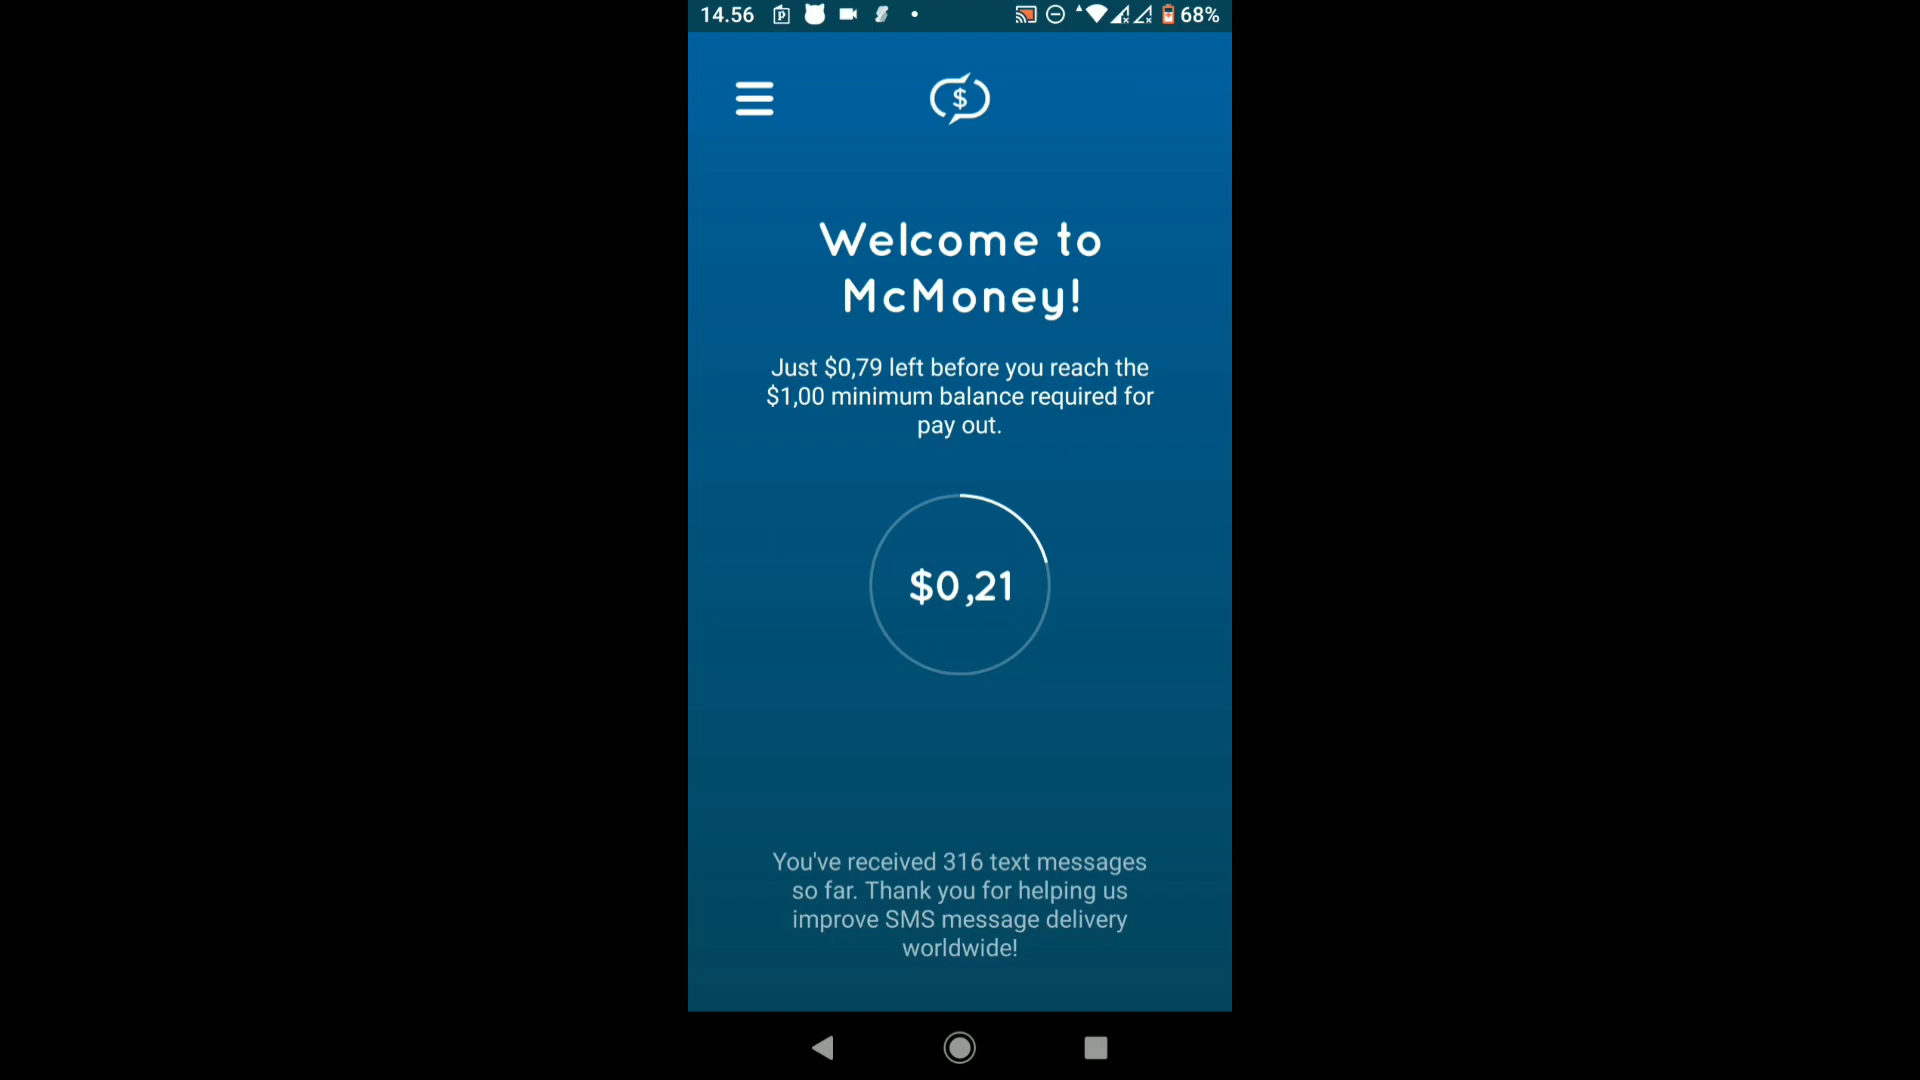 14.56
68%
$
Welcome to
McMoney!
Just $0,79 left before you reach the
$1,00 minimum balance required for
pay out.
$0,21
You've received 316 text messages
so far. Thank you for helping us
improve SMS message delivery
worldwide!